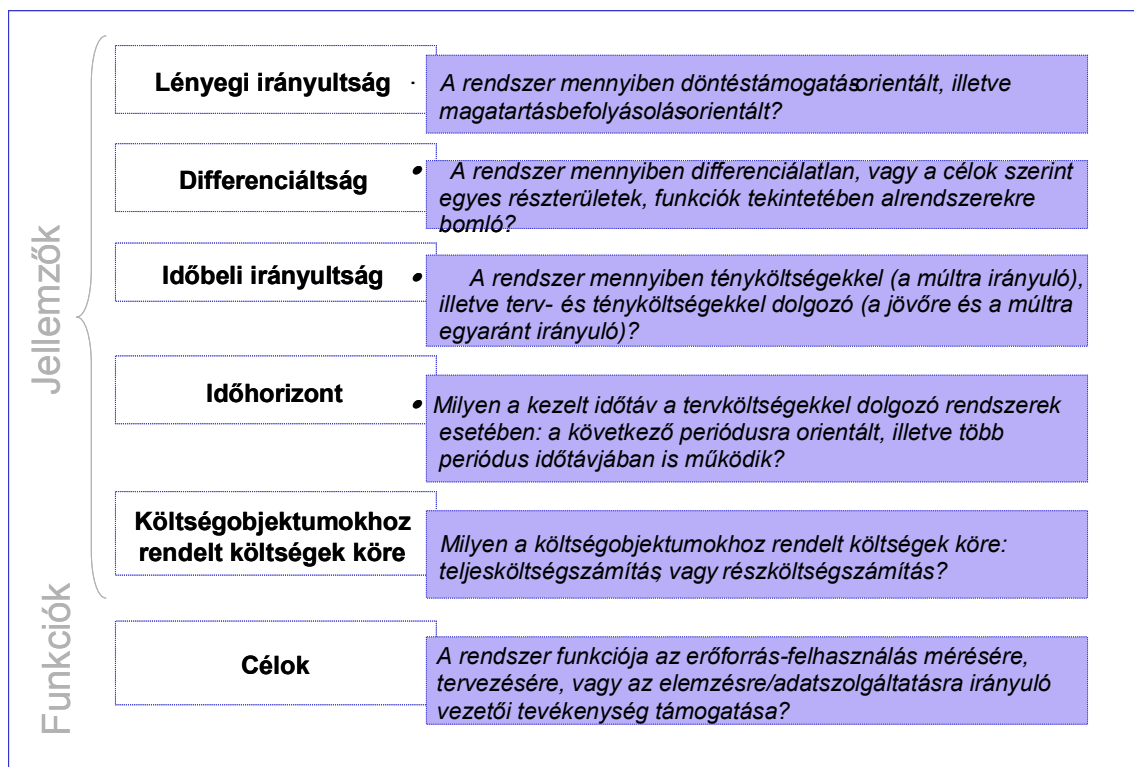 Jellemzők
Lényegi irányultság
· A rendszer mennyiben döntéstámogatásorientált, illetve
magatartásbefolyásolás-orientált?
Differenciáltság
• A rendszer mennyiben differenciálatlan, vagy a célok szerint
egyes részterületek, funkciók tekintetében alrendszerekre
bomló?
Időbeli irányultság
• A rendszer mennyiben tényköltségekkel (a múltra irányuló),
illetve terv- és tényköltségekkel dolgozó (a jövőre és a múltra
egyaránt irányuló)?
Időhorizont
• Milyen a kezelt időtáv a tervköltségekkel dolgozó rendszerek
esetében: a következő periódusra orientált, illetve több
periódus időtávjában is működik?
Költségobjektumokhoz
rendelt költségek köre
Milyen a költségobjektumokhoz rendelt költségek köre:
teljesköltségszámítás, vagy részköltségszámítás?
Funkciók
Célok
A rendszer funkciója az erőforrás-felhasználás mérésére,
tervezésére, vagy az elemzésre/adatszolgáltatásra irányuló
vezetői tevékenység támogatása?